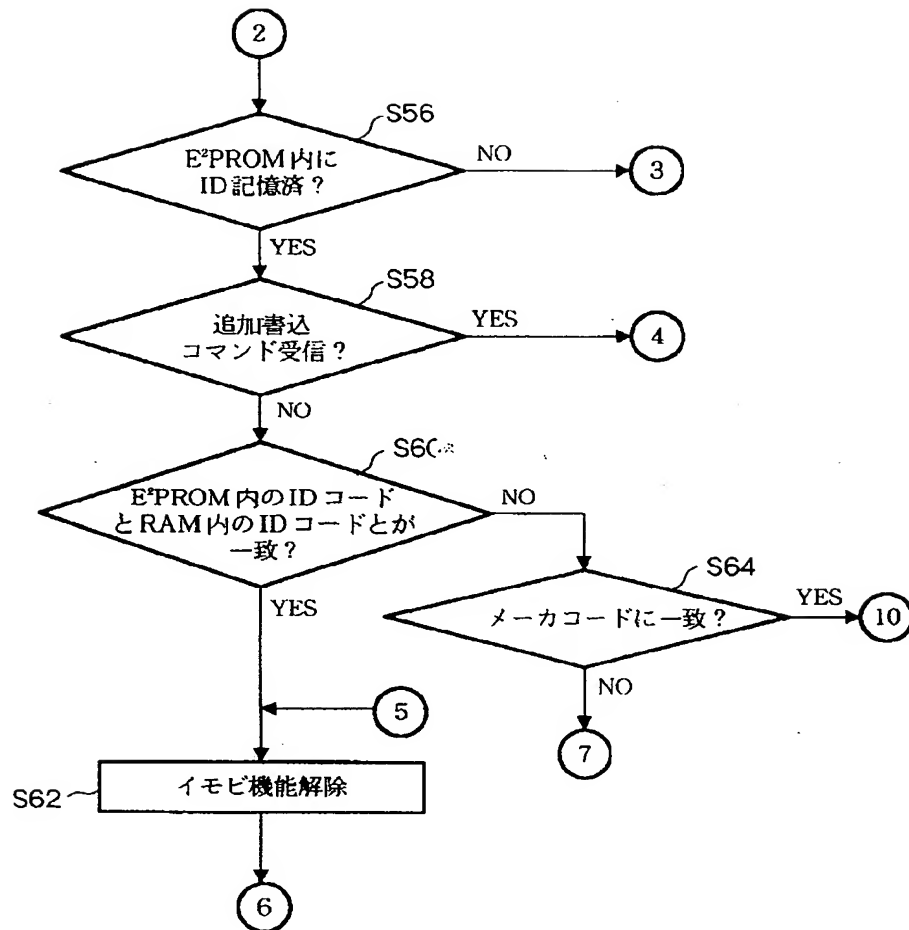 2
S56
E²PROM内に
ID記憶済？
NO
3
YES
S58
追加書込
コマンド受信？
YES
4
NO
S60
E²PROM内のIDコード
とRAM内のIDコードとが
一致？
NO
S64
メーカコードに一致？
YES
10
YES
NO
5
7
S62
イモビ機能解除
6